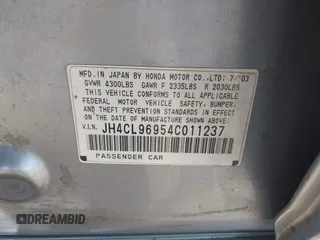 MFD. IN JAPAN BY HONDA MOTOR CO.,LTD: 7/'03
GVWR 4300LBS GAWR F 2335LBS R 2030LBS
THIS VEHICLE CONFORMS TO ALL APPLICABLE
FEDERAL MOTOR VEHICLE SAFETY, BUMPER,
AND THEFT PREVENTION STANDARDS IN EFFECT
ON THE DATE OF MANUFACTURE SHOWN ABOVE.
V.I.N. JH4CL96954C011237
PASSENGER CAR
DREAMBID